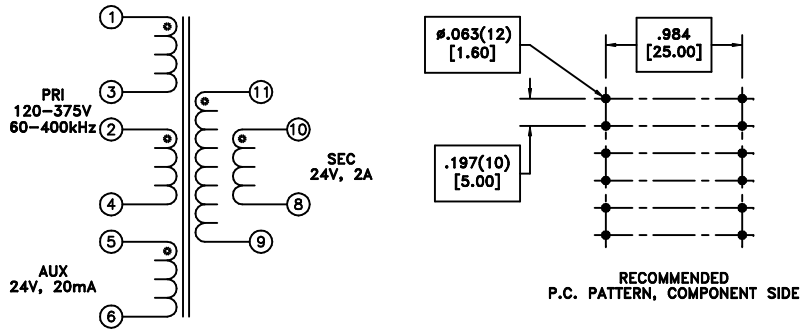 1
3
PRI
120-375V
60-400kHz
2
4
5
AUX
24V, 20mA
6
11
10
SEC
24V, 2A
8
9
ø.063(12)
[1.60]
.984
[25.00]
.197(10)
[5.00]
RECOMMENDED
P.C. PATTERN, COMPONENT SIDE